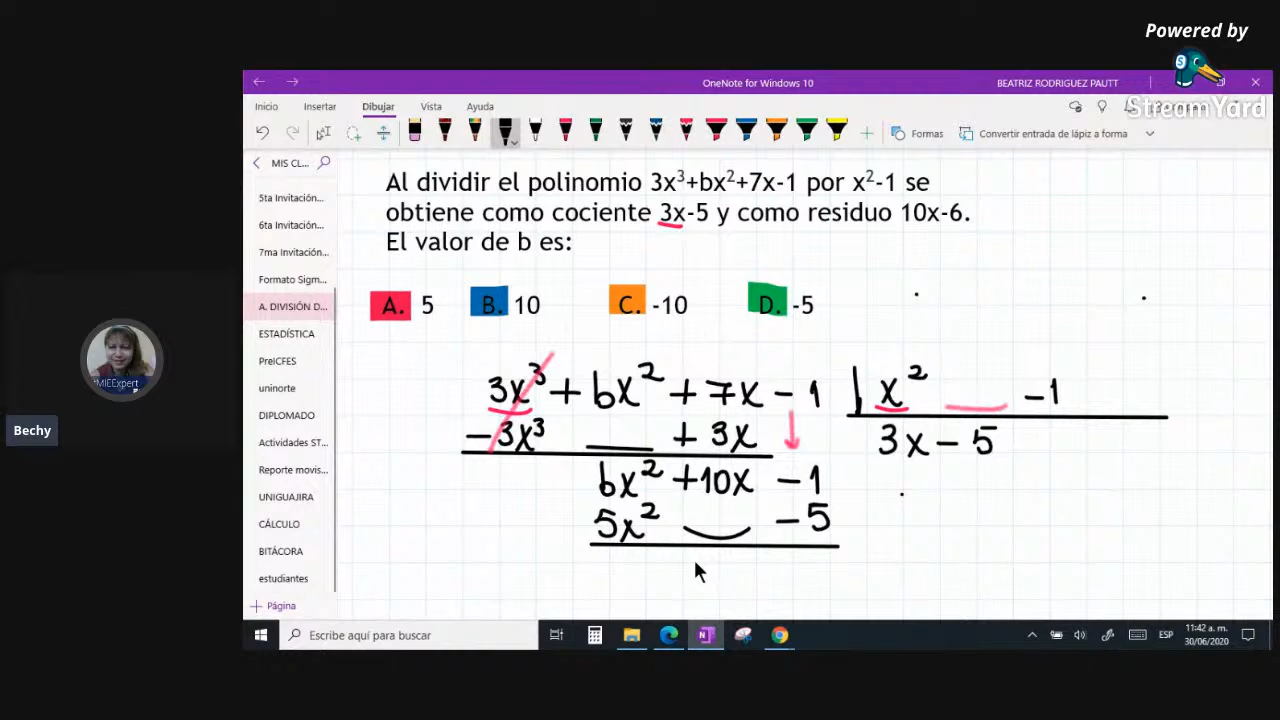 Powered by
StreamYard
OneNote for Windows 10
BEATRIZ RODRIGUEZ PAUTT
Inicio Insertar Dibujar Vista Ayuda
Formas
Convertir entrada de lápiz a forma
MIS CL...
5ta Invitación...
6ta Invitación...
7ma Invitación...
Formato Sigm...
A. DIVISIÓN D...
ESTADÍSTICA
PreICFES
uninorte
DIPLOMADO
Actividades ST...
Reporte movis...
UNIGUAJIRA
CÁLCULO
BITÁCORA
estudiantes
Página
Al dividir el polinomio 3x³+bx²+7x-1 por x²-1 se
obtiene como cociente 3x-5 y como residuo 10x-6.
El valor de b es:
A. 5 B. 10 C. -10 D. -5
3x³ + bx² + 7x - 1 x² -1
-3x³ + 3x 3x - 5
bx² +10x -1
5x² -5
*MIEExpert
Bechy
Escribe aquí para buscar
ESP
11:42 a. m.
30/06/2020